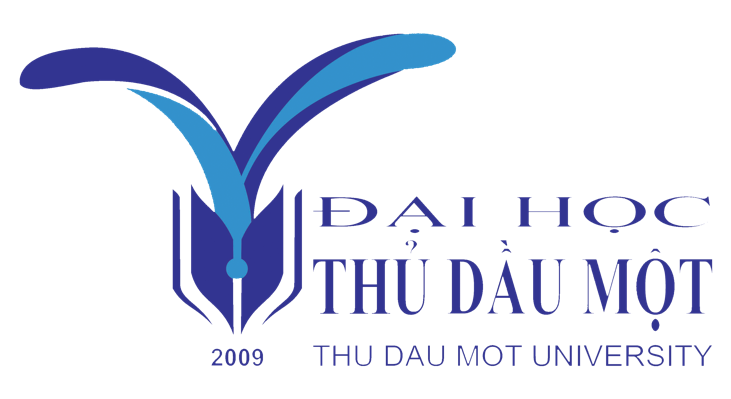 ĐẠI HỌC
THỦ DẦU MỘT
2009
THU DAU MOT UNIVERSITY